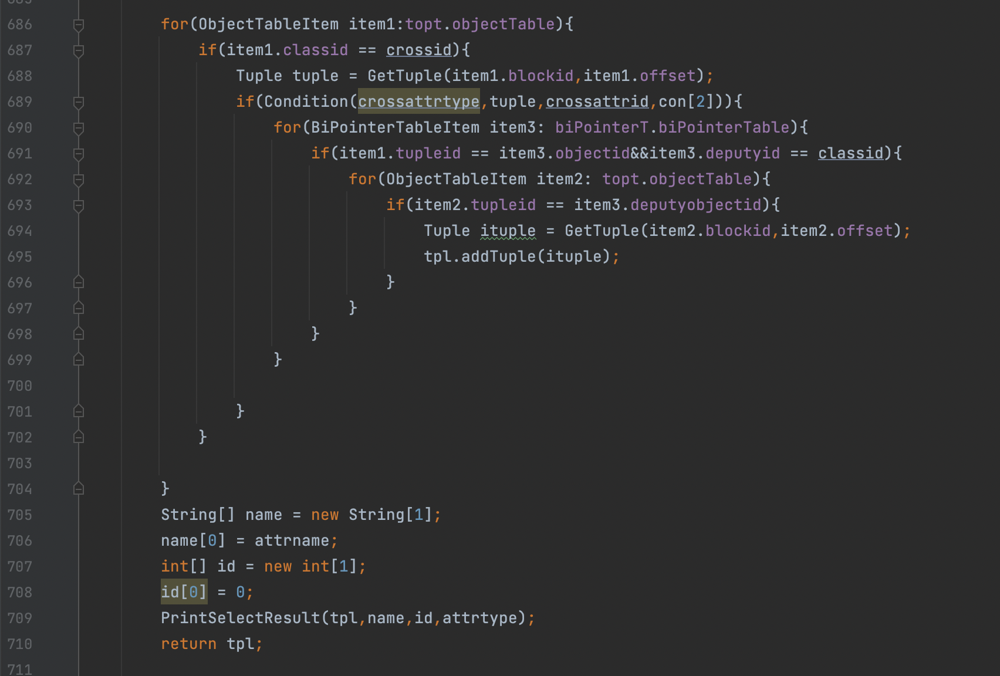 685
686 for(ObjectTableItem item1:topt.objectTable){
687 if(item1.classid == crossid){
688 Tuple tuple = GetTuple(item1.blockid,item1.offset);
689 if(Condition(crossattrtype,tuple,crossattrid,con[2])){
690 for(BiPointerTableItem item3: biPointerT.biPointerTable){
691 if(item1.tupleid == item3.objectid&&item3.deputyid == classid){
692 for(ObjectTableItem item2: topt.objectTable){
693 if(item2.tupleid == item3.deputyobjectid){
694 Tuple ituple = GetTuple(item2.blockid,item2.offset);
695 tpl.addTuple(ituple);
696 }
697 }
698 }
699 }
700
701 }
702 }
703
704 }
705 String[] name = new String[1];
706 name[0] = attrname;
707 int[] id = new int[1];
708 id[0] = 0;
709 PrintSelectResult(tpl,name,id,attrtype);
710 return tpl;
711